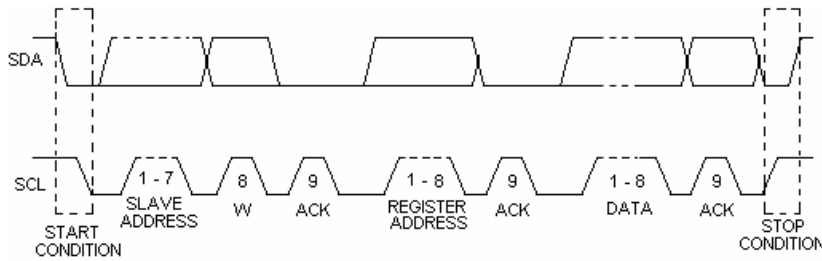 SDA
SCL
1 - 7
8
9
1 - 8
9
1 - 8
9
SLAVE
ADDRESS
W
ACK
REGISTER
ADDRESS
ACK
DATA
ACK
START
CONDITION
STOP
CONDITION